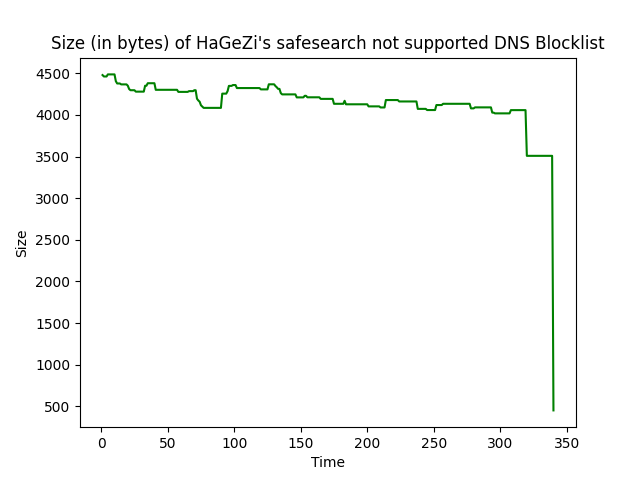 Size (in bytes) of HaGeZi's safesearch not supported DNS Blocklist
4500
4000
3500
3000
2500
2000
1500
1000
500
Size
0 50 100 150 200 250 300 350
Time